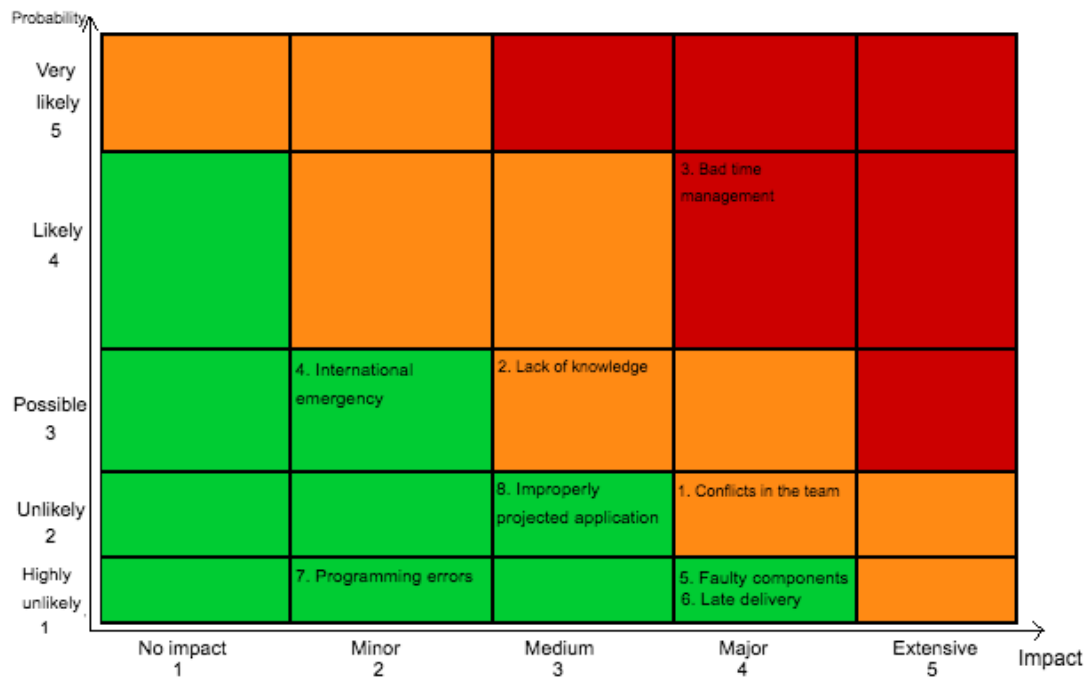 Probability
Very
likely
5
3. Bad time
management
Likely
4
4. International
emergency
2. Lack of knowledge
Possible
3
8. Improperly
projected application
1. Conflicts in the team
Unlikely
2
Highly
unlikely
1
7. Programming errors
5. Faulty components
6. Late delivery
No impact
1
Minor
2
Medium
3
Major
4
Extensive
5
Impact